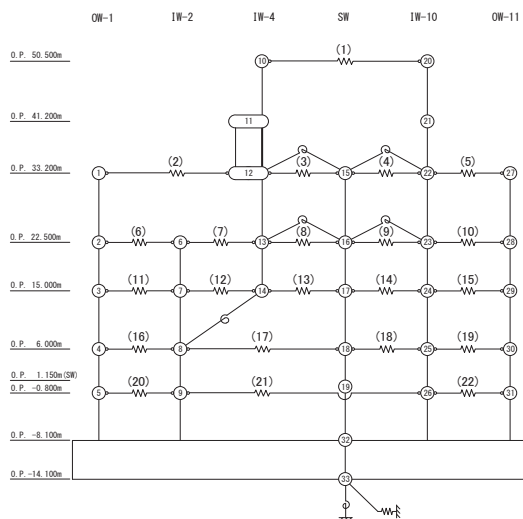 OW-1 IW-2 IW-4 SW IW-10 OW-11
O.P. 50.500m
(1)
10 20
O.P. 41.200m
11 21
O.P. 33.200m
(2) (3) (4) (5)
1 12 15 22 27
O.P. 22.500m
(6) (7) (8) (9) (10)
2 6 13 16 23 28
O.P. 15.000m
(11) (12) (13) (14) (15)
3 7 14 17 24 29
O.P. 6.000m
(16) (17) (18) (19)
4 8 18 25 30
O.P. 1.150m(SW)
O.P. -0.800m
(20) (21) (22)
5 9 19 26 31
O.P. -8.100m
32
O.P.-14.100m
33